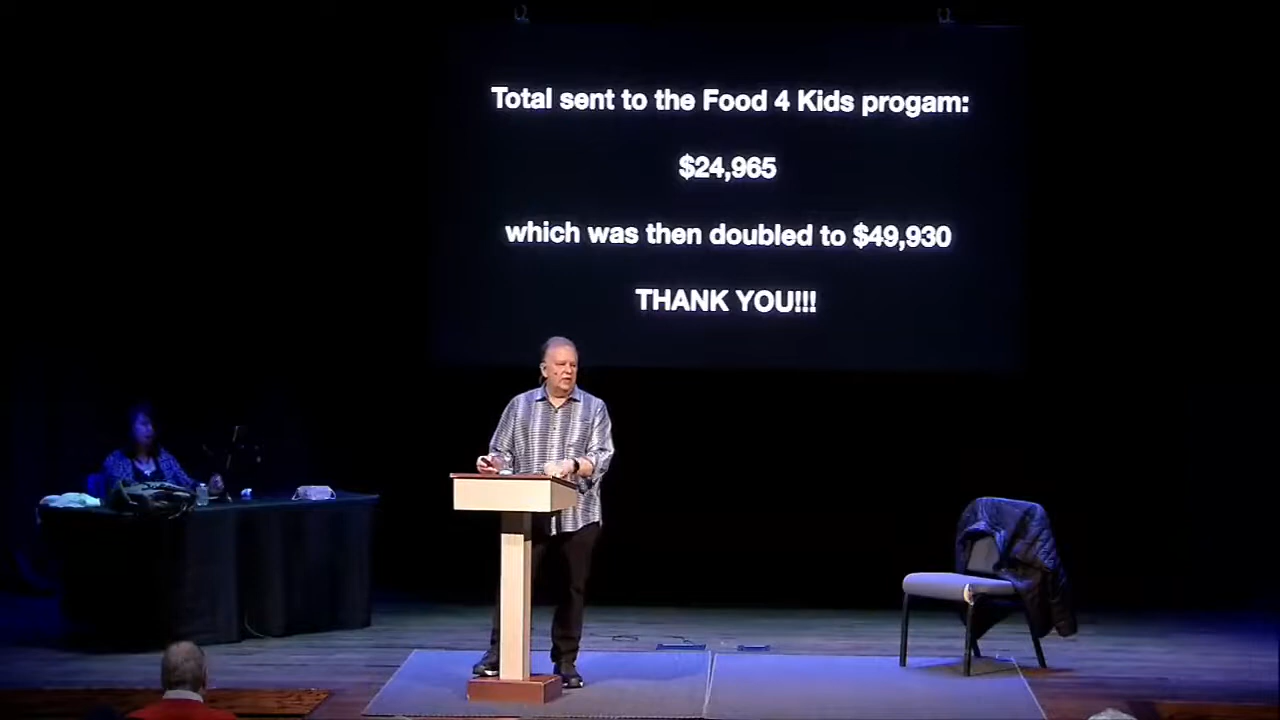 Total sent to the Food 4 Kids progam:
$24,965
which was then doubled to $49,930
THANK YOU!!!